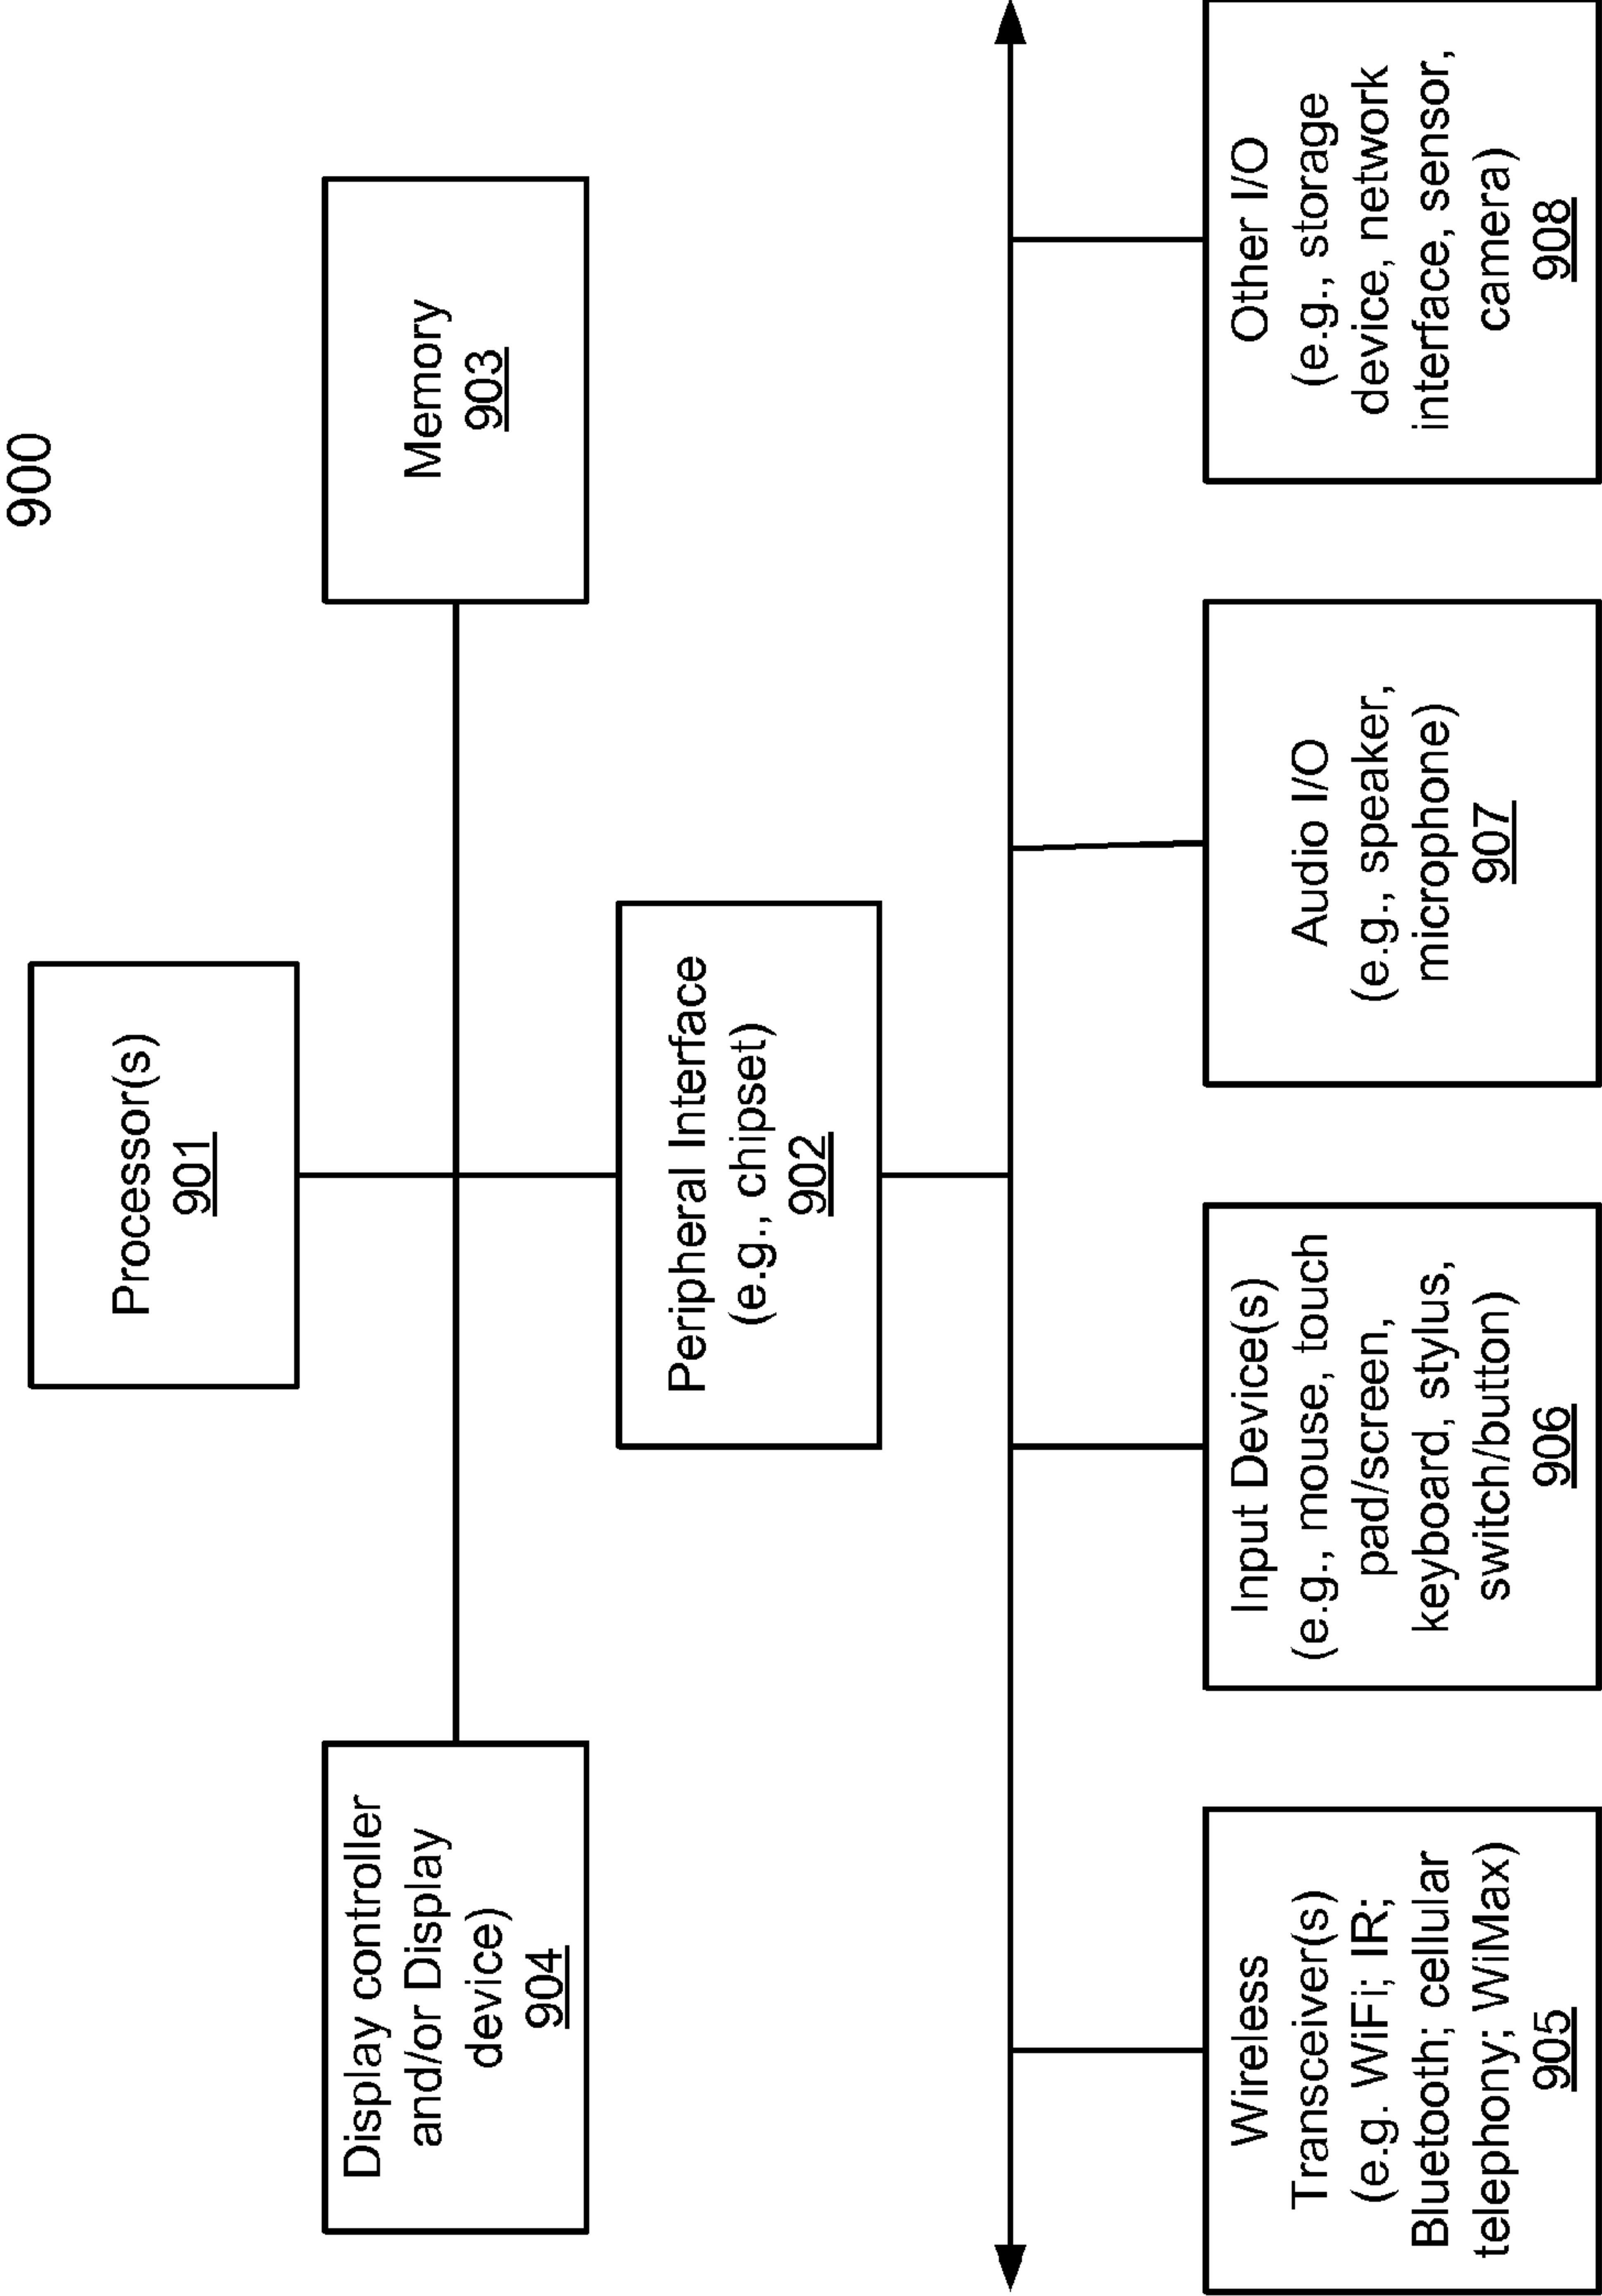 900
Processor(s)
901
Display controller
and/or Display
device)
904
Memory
903
Peripheral Interface
(e.g., chipset)
902
Wireless
Transceiver(s)
(e.g. WiFi; IR;
Bluetooth; cellular
telephony; WiMax)
905
Input Device(s)
(e.g., mouse, touch
pad/screen,
keyboard, stylus,
switch/button)
906
Audio I/O
(e.g., speaker,
microphone)
907
Other I/O
(e.g., storage
device, network
interface, sensor,
camera)
908